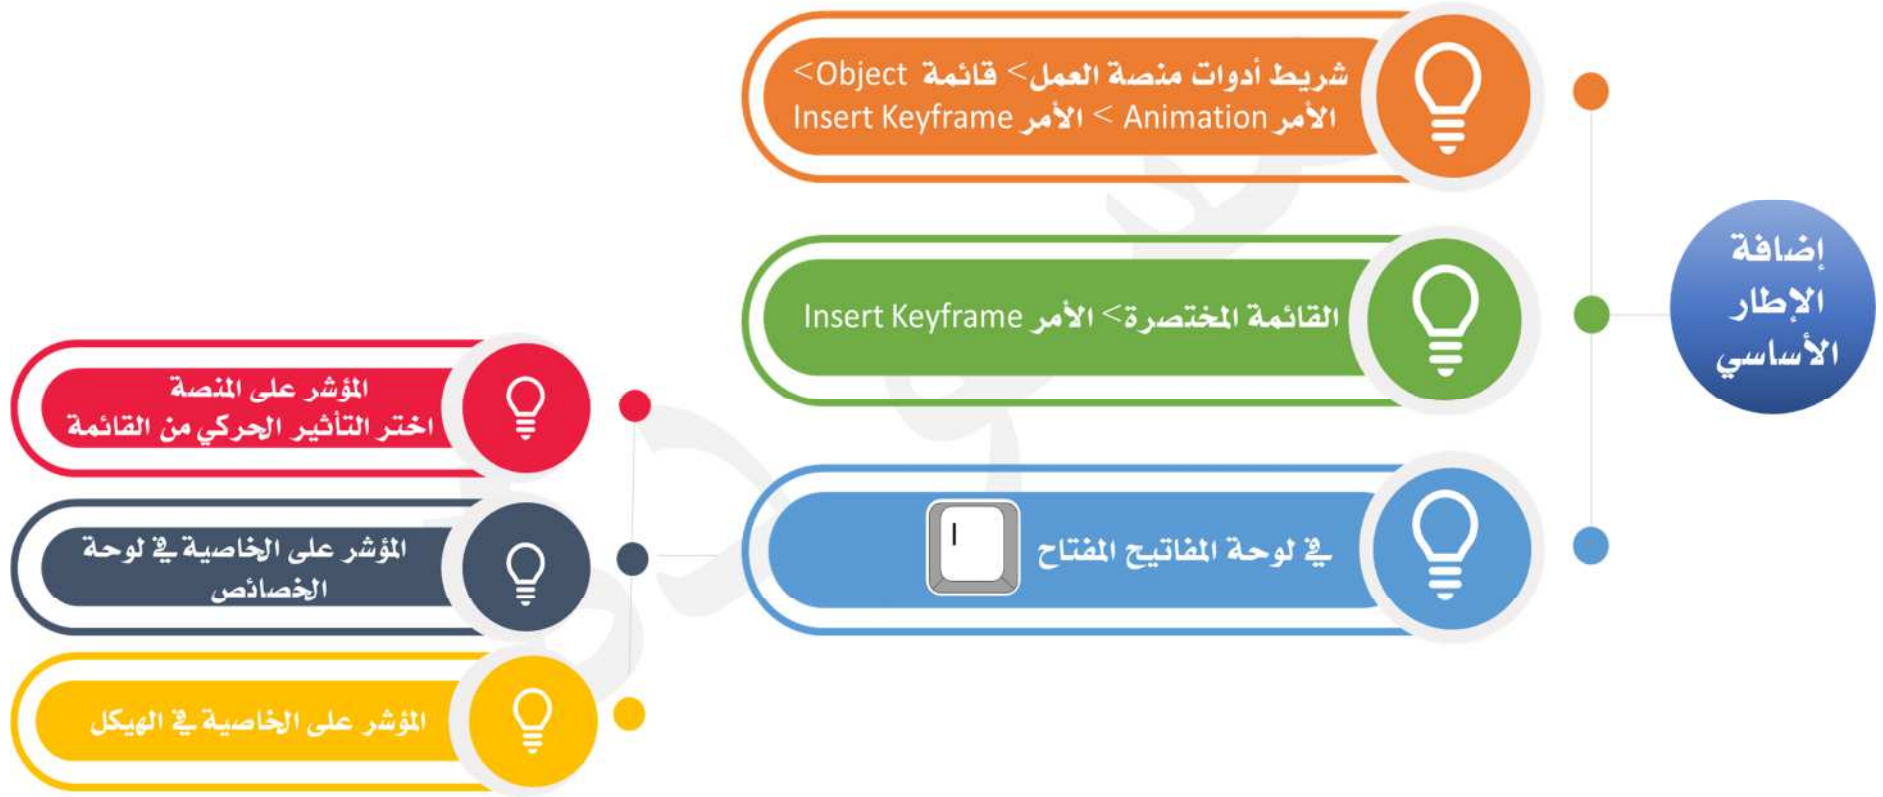 إضافة
الإطار
الأساسي
شريط أدوات منصة العمل> قائمة Object>
الأمر Animation > الأمر Insert Keyframe
القائمة المختصرة> الأمر Insert Keyframe
في لوحة المفاتيح المفتاح I
المؤشر على المنصة
اختر التأثير الحركي من القائمة
المؤشر على الخاصية في لوحة
الخصائص
المؤشر على الخاصية في الهيكل